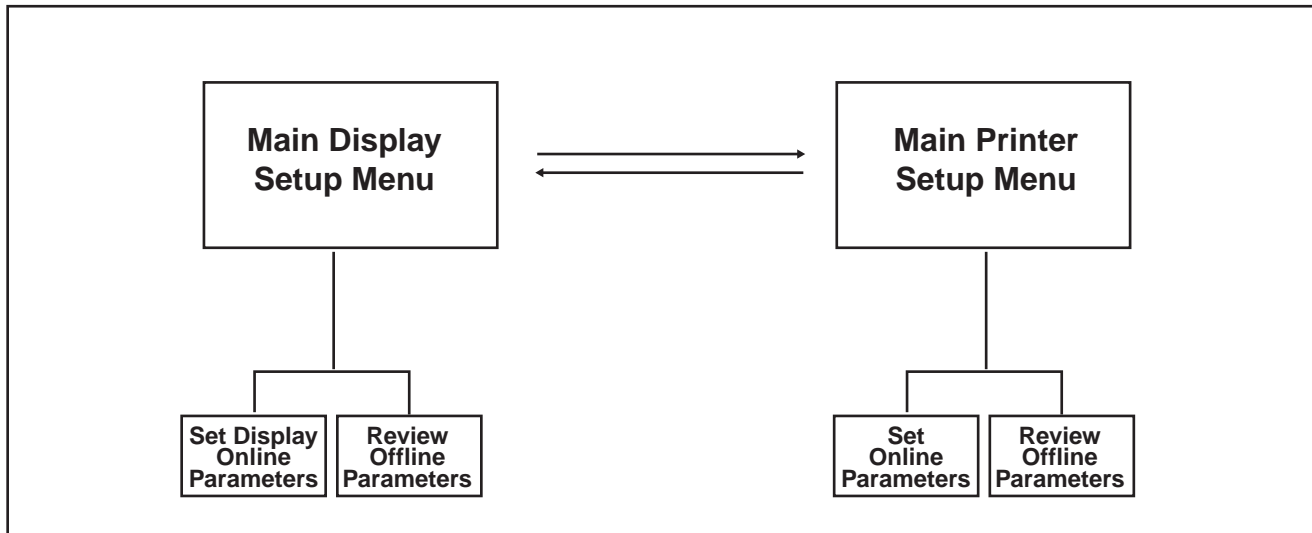 Main Display
Setup Menu
Main Printer
Setup Menu
Set Display
Online
Parameters
Review
Offline
Parameters
Set
Online
Parameters
Review
Offline
Parameters